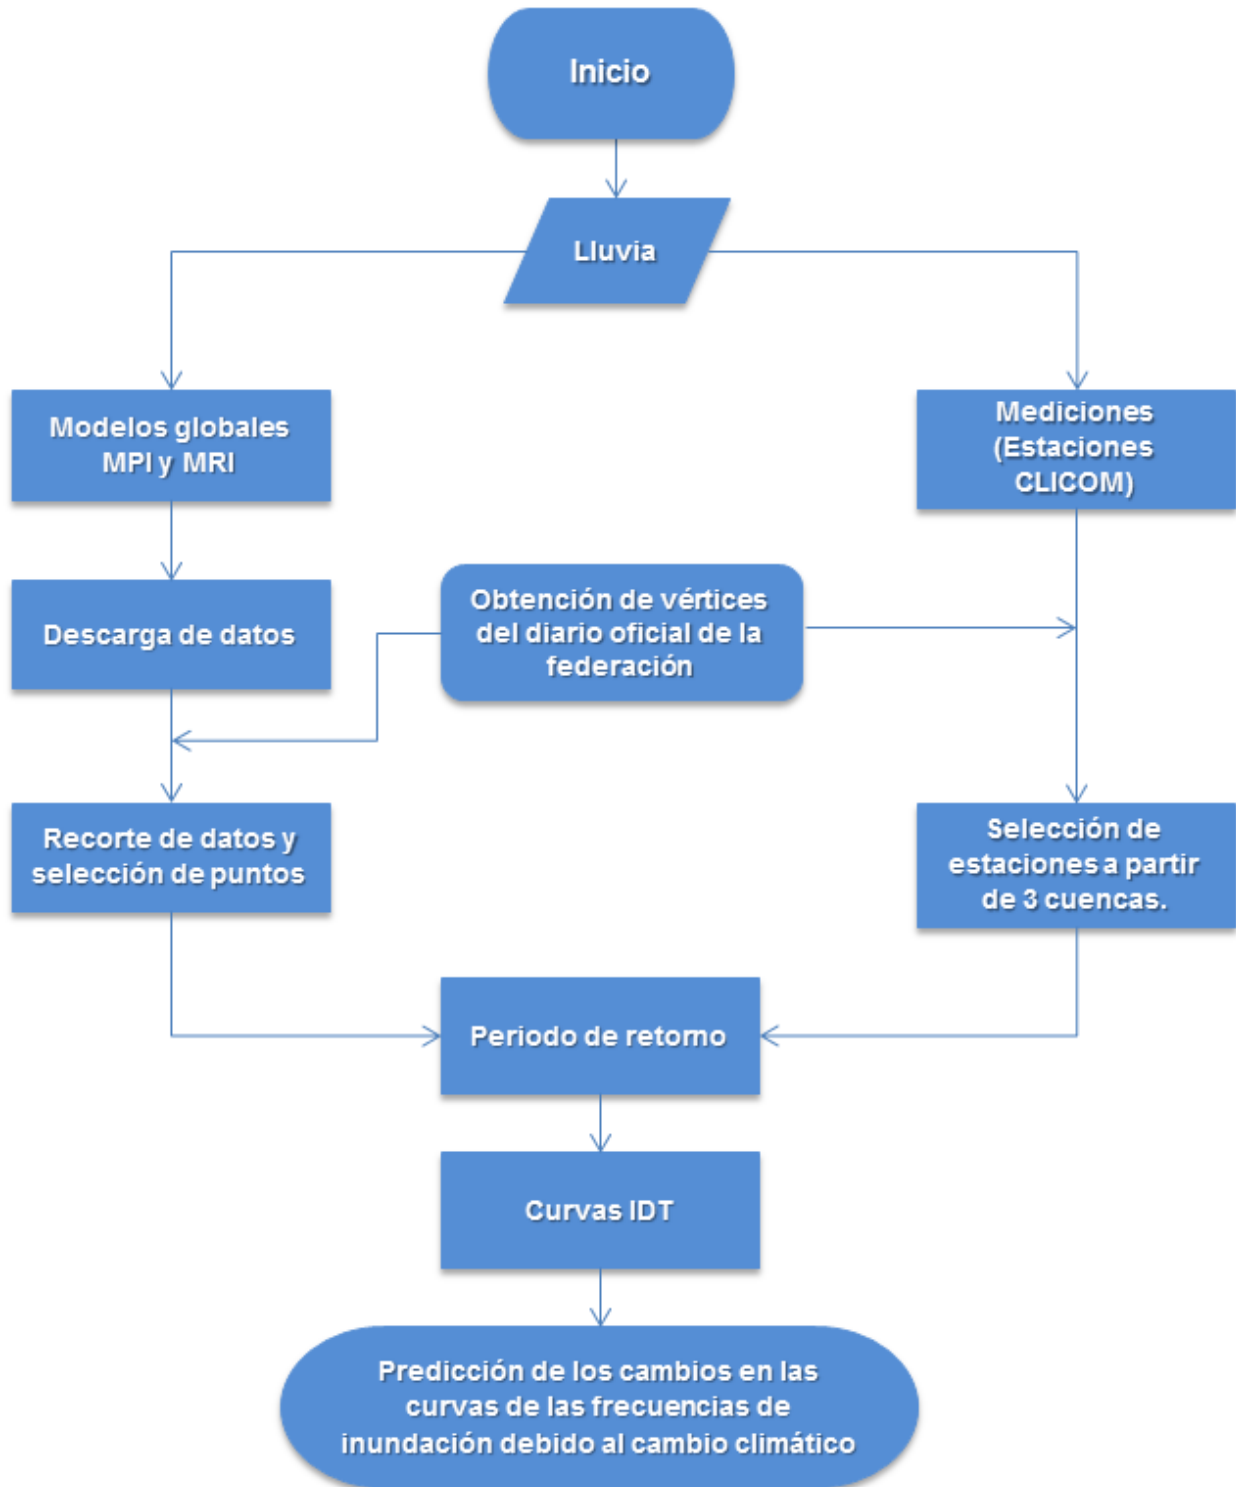 Inicio
Lluvia
Modelos globales
MPI y MRI
Mediciones
(Estaciones
CLICOM)
Descarga de datos
Obtención de vértices
del diario oficial de la
federación
Recorte de datos y
selección de puntos
Selección de
estaciones a partir
de 3 cuencas.
Periodo de retorno
Curvas IDT
Predicción de los cambios en las
curvas de las frecuencias de
inundación debido al cambio climático